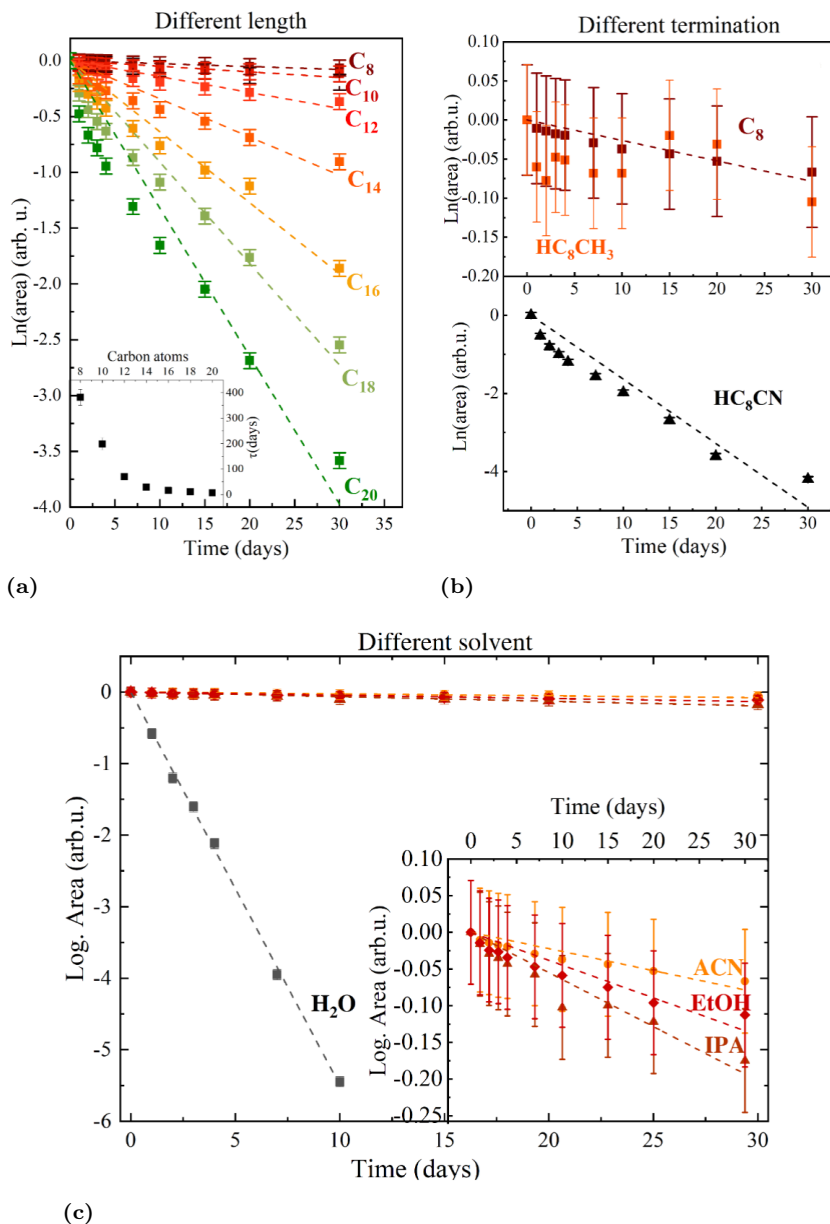 Different length
0.0
-0.5
-1.0
-1.5
-2.0
-2.5
-3.0
-3.5
-4.0
Ln(area) (arb. u.)
C8
C10
C12
C14
C16
C18
C20
Carbon atoms
8 10 12 14 16 18 20
400
200
0
τ(days)
0 5 10 15 20 25 30 35
Time (days)
(a)
Different termination
0.10
0.05
0.00
-0.05
-0.10
-0.15
-0.20
Ln(area) (arb.u.)
C8
HC8CH3
0 5 10 15 20 25 30
0
-2
-4
Ln(area) (arb.u.)
HC8CN
0 5 10 15 20 25 30
Time (days)
(b)
Different solvent
0
-1
-2
-3
-4
-5
-6
Log. Area (arb.u.)
H2O
Time (days)
0 5 10 15 20 25 30
0.10
0.05
0.00
-0.05
-0.10
-0.15
-0.20
-0.25
Log. Area (arb.u.)
ACN
EtOH
IPA
0 5 10 15 20 25 30
Time (days)
(c)